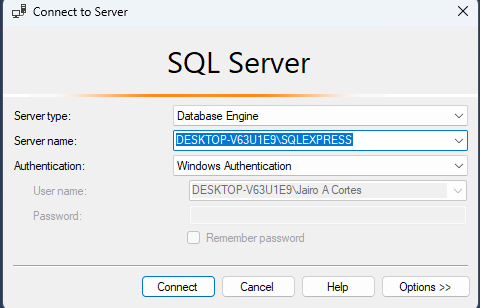 Connect to Server
SQL Server
Server type: Database Engine
Server name: DESKTOP-V63U1E9\SQLEXPRESS
Authentication: Windows Authentication
User name: DESKTOP-V63U1E9\Jairo A Cortes
Password:
Remember password
Connect Cancel Help Options >>